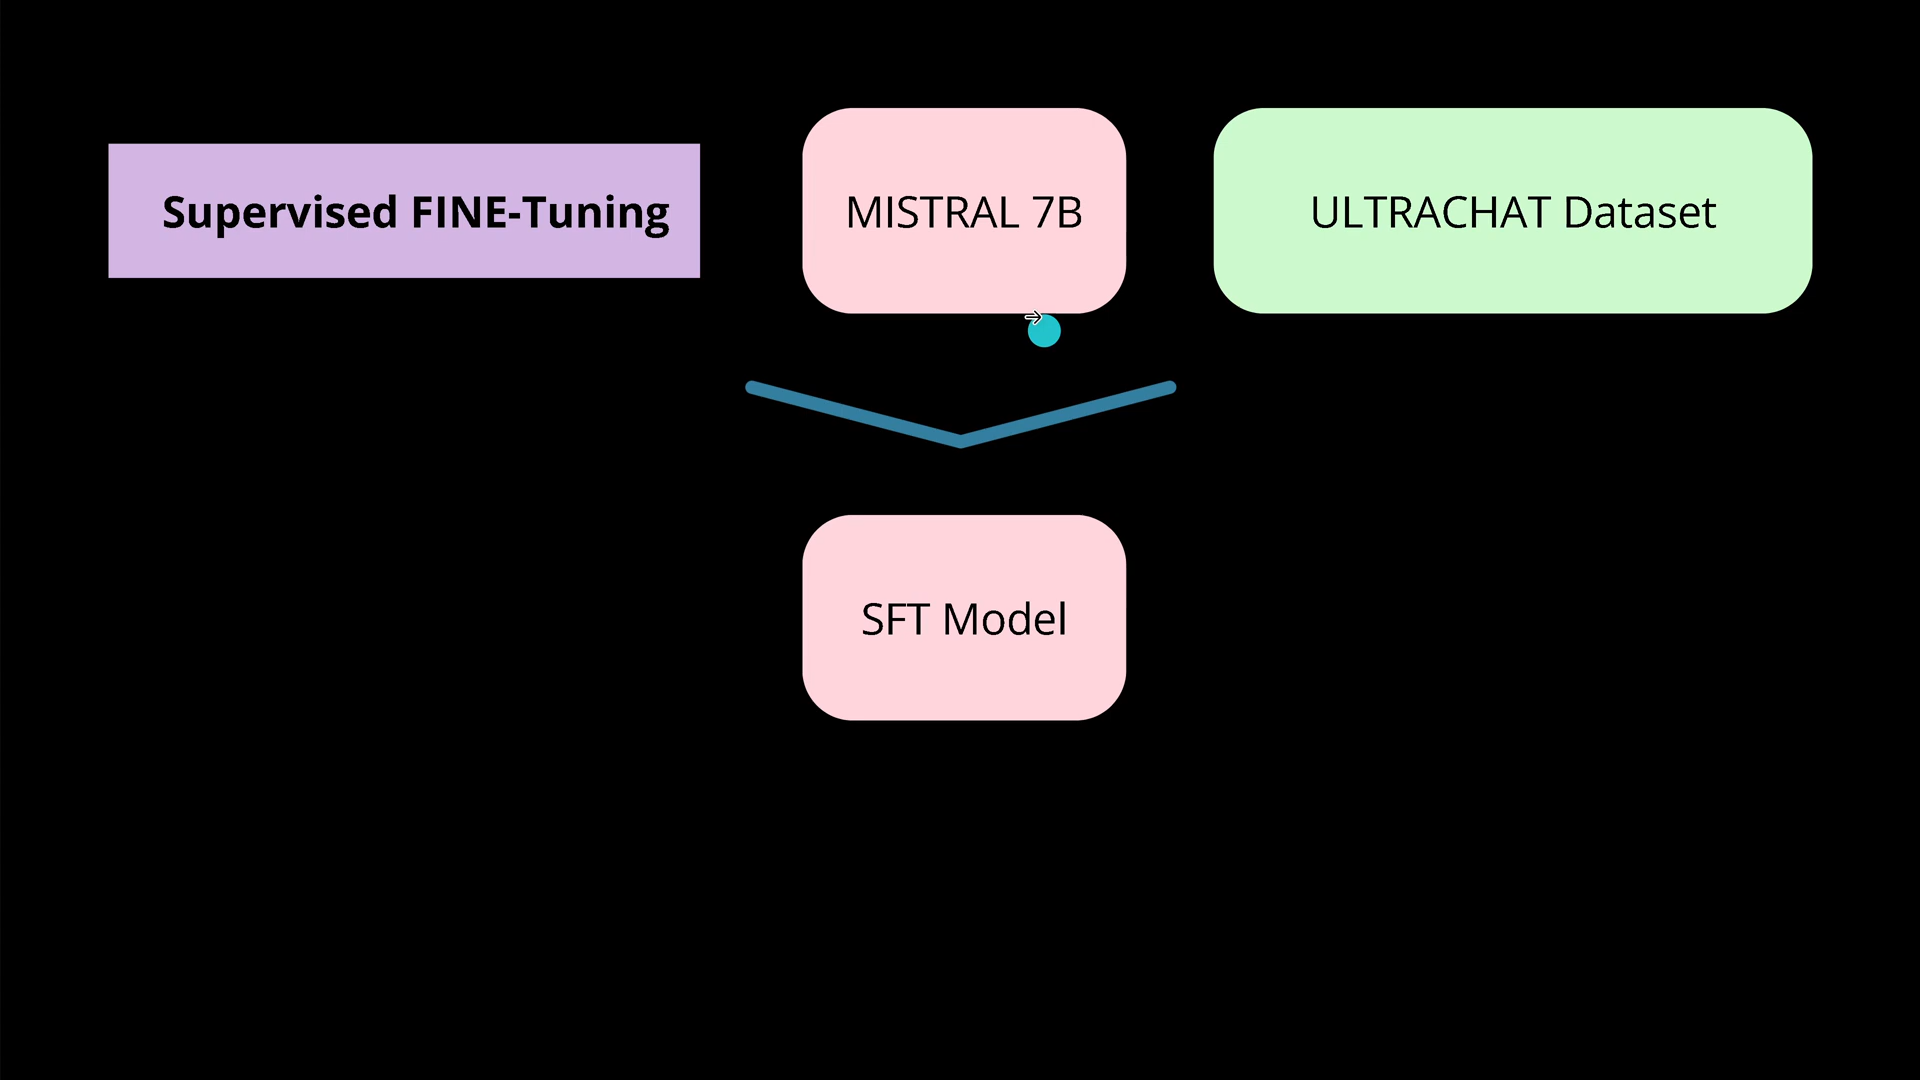 Supervised FINE-Tuning
MISTRAL 7B
ULTRACHAT Dataset
SFT Model